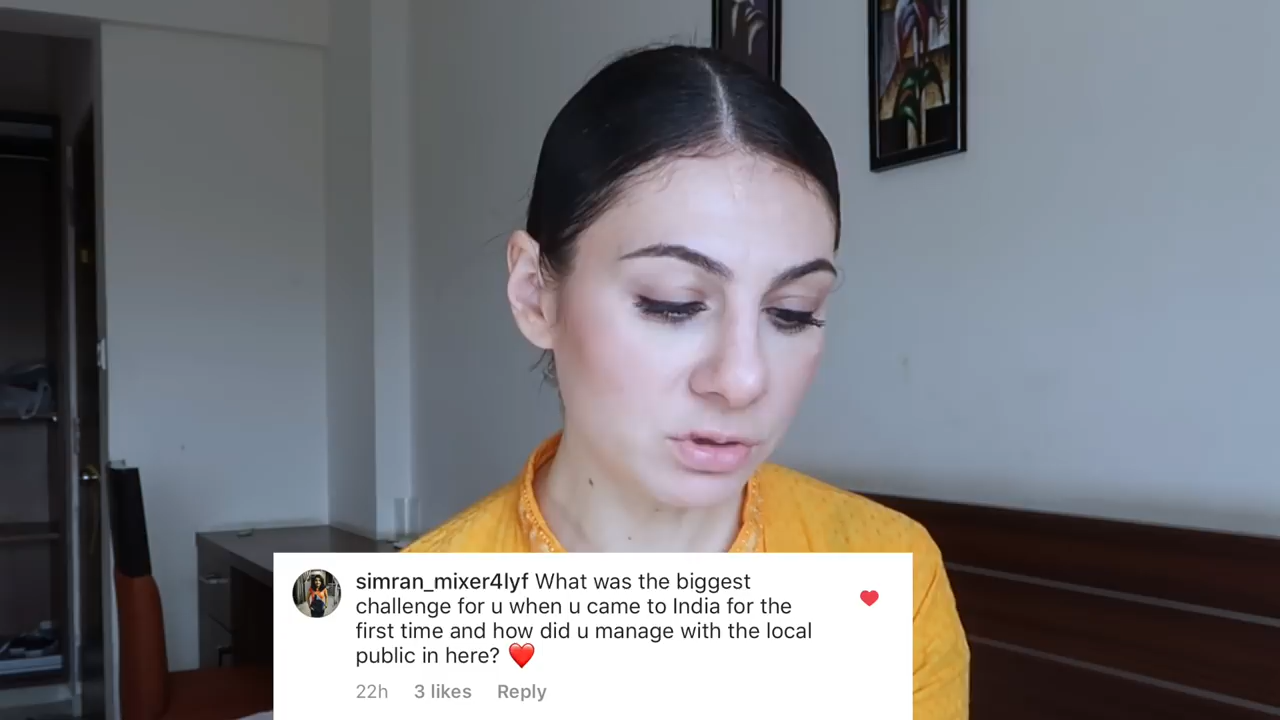 simran_mixer4lyf What was the biggest
challenge for u when u came to India for the
first time and how did u manage with the local
public in here? ❤️
22h 3 likes Reply